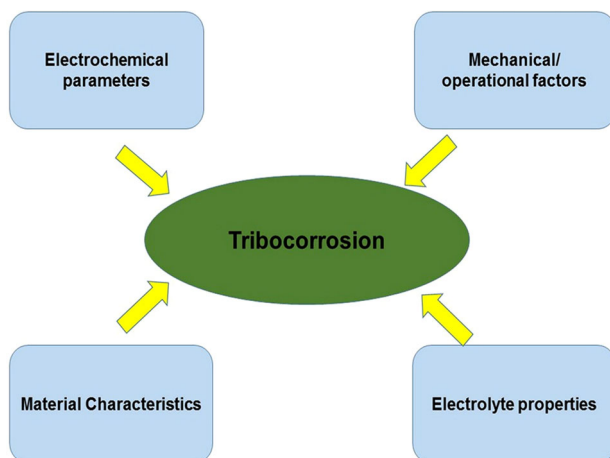 Electrochemical
parameters
Mechanical/
operational factors
Tribocorrosion
Material Characteristics
Electrolyte properties